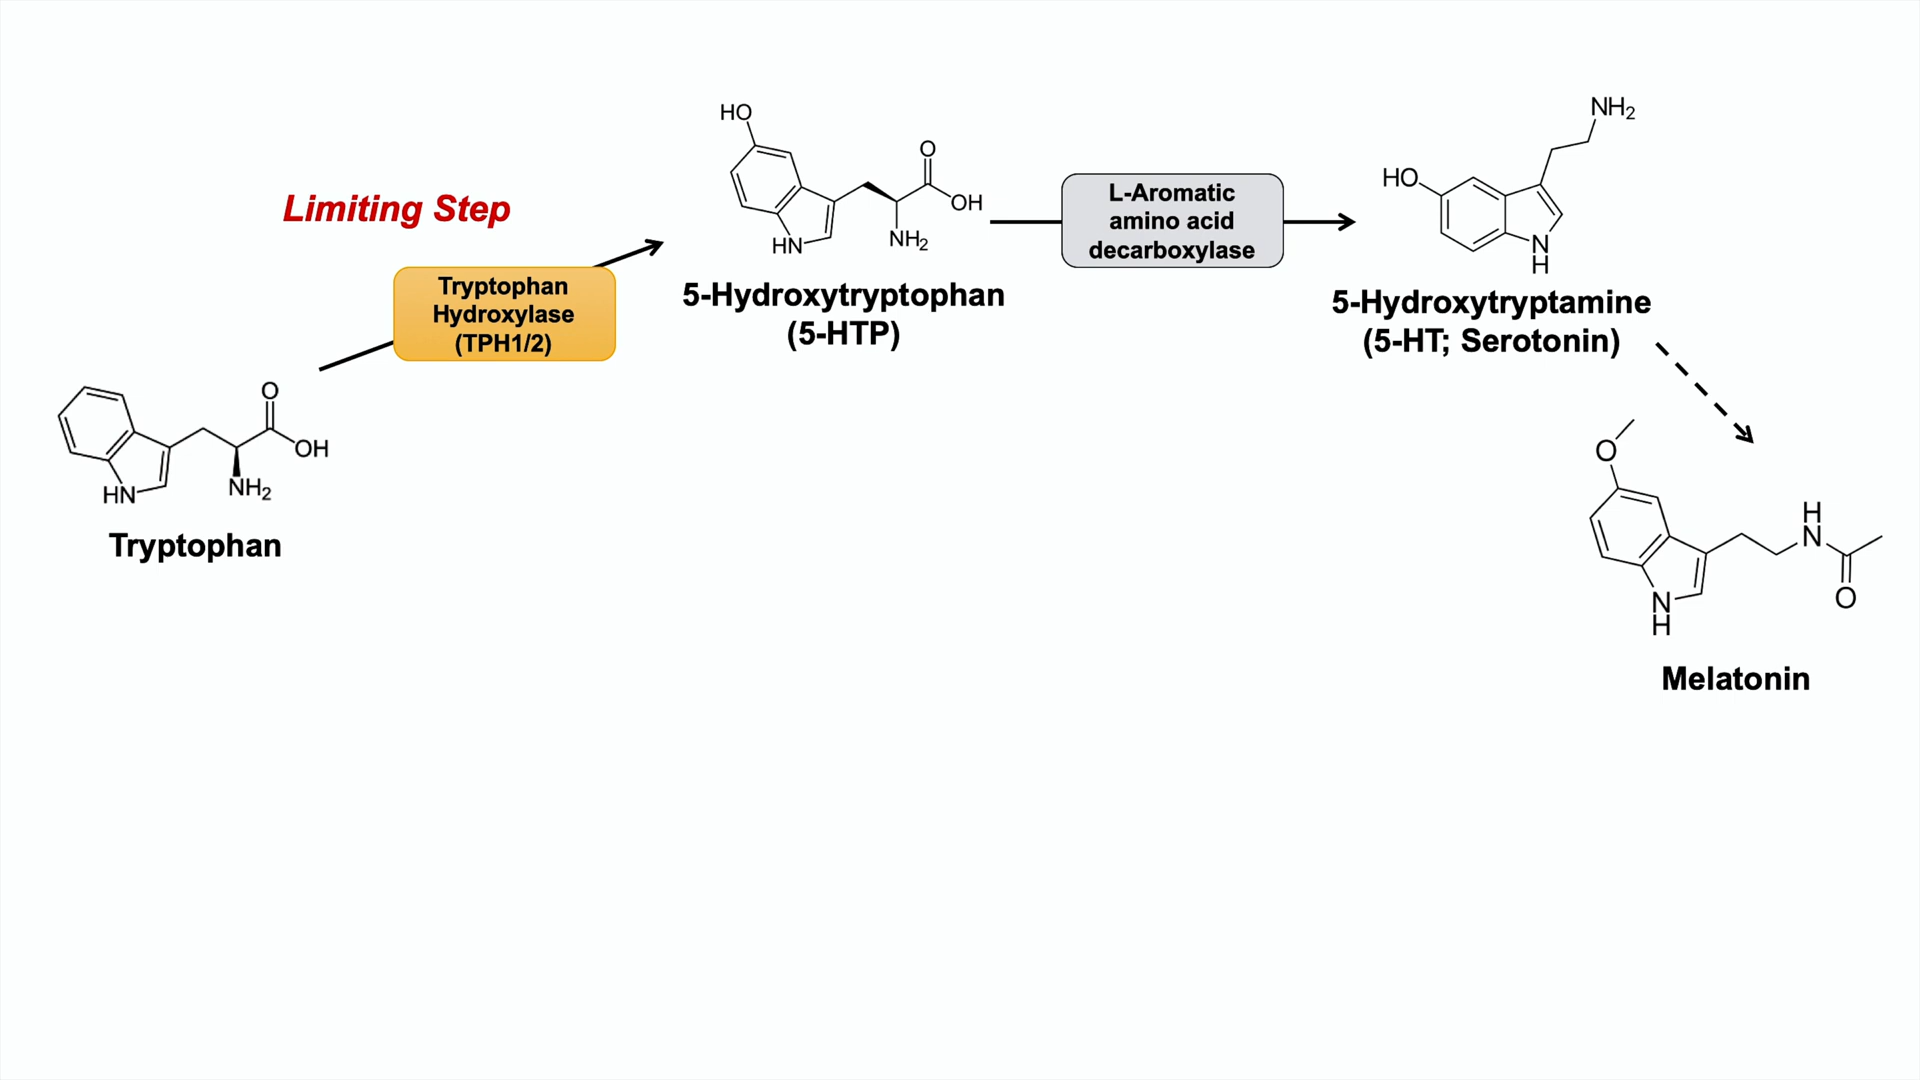 Limiting Step
Tryptophan
Hydroxylase
(TPH1/2)
O
OH
NH2
HN
Tryptophan
HO
O
OH
NH2
HN
5-Hydroxytryptophan
(5-HTP)
L-Aromatic
amino acid
decarboxylase
NH2
HO
N
H
5-Hydroxytryptamine
(5-HT; Serotonin)
O
H
N
O
N
H
Melatonin